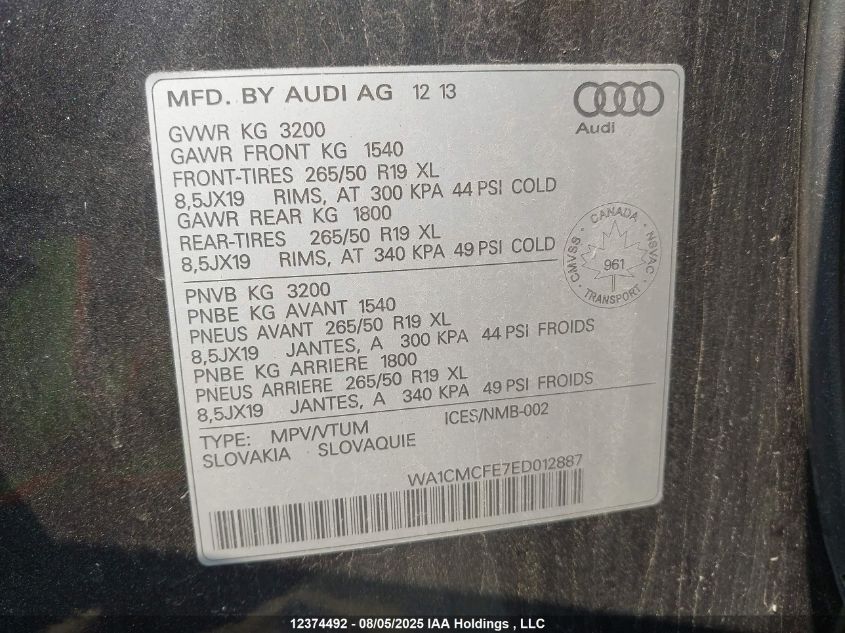 MFD. BY AUDI AG 12 13
Audi
GVWR KG 3200
GAWR FRONT KG 1540
FRONT-TIRES 265/50 R19 XL
8,5JX19 RIMS, AT 300 KPA 44 PSI COLD
GAWR REAR KG 1800
REAR-TIRES 265/50 R19 XL
8,5JX19 RIMS, AT 340 KPA 49 PSI COLD
CANADA
CMVSS
NSVAC
961
TRANSPORT
PNVB KG 3200
PNBE KG AVANT 1540
PNEUS AVANT 265/50 R19 XL
8,5JX19 JANTES, A 300 KPA 44 PSI FROIDS
PNBE KG ARRIERE 1800
PNEUS ARRIERE 265/50 R19 XL
8,5JX19 JANTES, A 340 KPA 49 PSI FROIDS
TYPE: MPV/VTUM ICES/NMB-002
SLOVAKIA SLOVAQUIE
WA1CMCFE7ED012887
12374492 - 08/05/2025 IAA Holdings , LLC